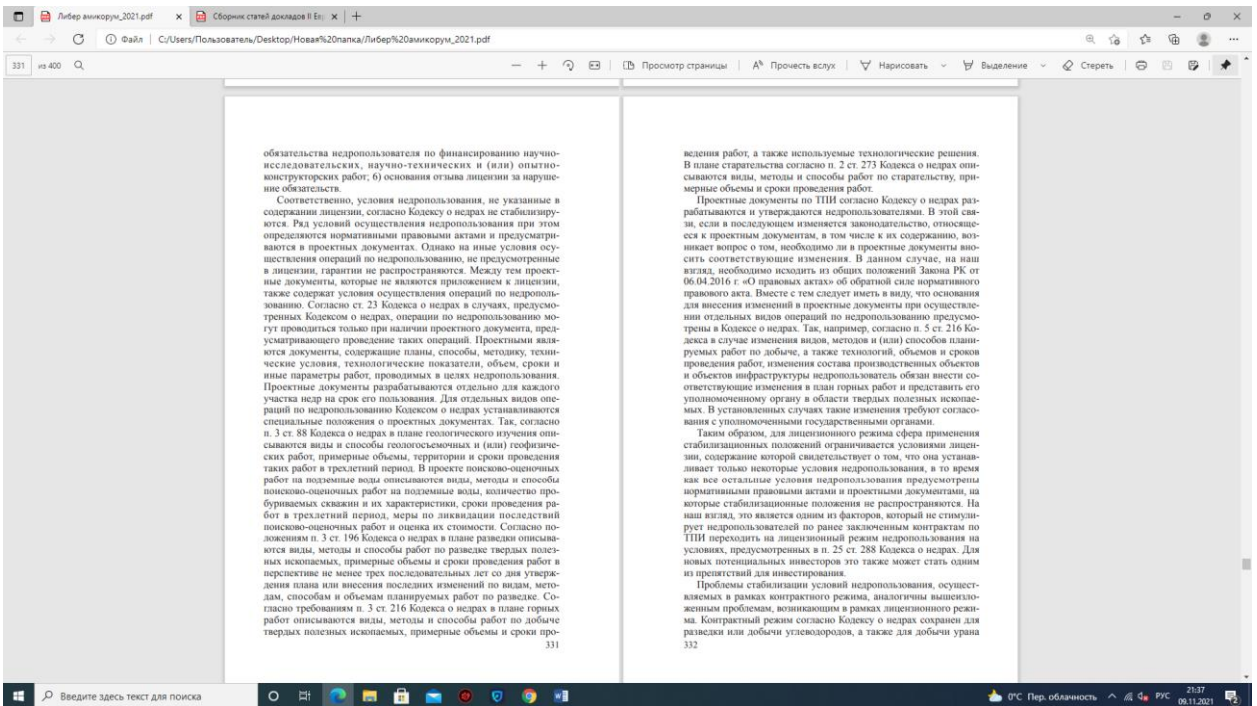 Либер амикорум_2021.pdf
Сборник статей докладов II Евр
Файл
C:/Users/Пользователь/Desktop/Новая%20папка/Либер%20амикорум_2021.pdf
331 из 400
Просмотр страницы
Прочесть вслух
Нарисовать
Выделение
Стереть
обязательства недропользователя по финансированию научно-
исследовательских, научно-технических и (или) опытно-
конструкторских работ; 6) основания отзыва лицензии за наруше-
ние обязательств.
Соответственно, условия недропользования, не указанные в
содержании лицензии, согласно Кодексу о недрах не стабилизиру-
ются. Ряд условий осуществления недропользования при этом
определяются нормативными правовыми актами и предусматри-
ваются в проектных документах. Однако на иные условия осу-
ществления операций по недропользованию, не предусмотренные
в лицензии, гарантии не распространяются. Между тем проект-
ные документы, которые не являются приложением к лицензии,
также содержат условия осуществления операций по недрополь-
зованию. Согласно ст. 23 Кодекса о недрах в случаях, предусмо-
тренных Кодексом о недрах, операции по недропользованию мо-
гут проводиться только при наличии проектного документа, пред-
усматривающего проведение таких операций. Проектными явля-
ются документы, содержащие планы, способы, методику, техни-
ческие условия, технологические показатели, объем, сроки и
иные параметры работ, проводимых в целях недропользования.
Проектные документы разрабатываются отдельно для каждого
участка недр на срок его пользования. Для отдельных видов опе-
раций по недропользованию Кодексом о недрах устанавливаются
специальные положения о проектных документах. Так, согласно
п. 3 ст. 88 Кодекса о недрах в плане геологического изучения опи-
сываются виды и способы геологосъемочных и (или) геофизиче-
ских работ, примерные объемы, территории и сроки проведения
таких работ в трехлетний период. В проекте поисково-оценочных
работ на подземные воды описываются виды, методы и способы
поисково-оценочных работ на подземные воды, количество про-
буриваемых скважин и их характеристики, сроки проведения ра-
бот в трехлетний период, меры по ликвидации последствий
поисково-оценочных работ и оценка их стоимости. Согласно по-
ложениям п. 3 ст. 196 Кодекса о недрах в плане разведки описыва-
ются виды, методы и способы работ по разведке твердых полез-
ных ископаемых, примерные объемы и сроки проведения работ в
перспективе не менее трех последовательных лет со дня утверж-
дения плана или внесения последних изменений по видам, мето-
дам, способам и объемам планируемых работ по разведке. Со-
гласно требованиям п. 3 ст. 216 Кодекса о недрах в плане горных
работ описываются виды, методы и способы работ по добыче
твердых полезных ископаемых, примерные объемы и сроки про-
331
ведения работ, а также используемые технологические решения.
В плане старательства согласно п. 2 ст. 273 Кодекса о недрах опи-
сываются виды, методы и способы работ по старательству, при-
мерные объемы и сроки проведения работ.
Проектные документы по ТПИ согласно Кодексу о недрах раз-
рабатываются и утверждаются недропользователями. В этой свя-
зи, если в последующем изменяется законодательство, относяще-
еся к проектным документам, в том числе к их содержанию, воз-
никает вопрос о том, необходимо ли в проектные документы вно-
сить соответствующие изменения. В данном случае, на наш
взгляд, необходимо исходить из общих положений Закона РК от
06.04.2016 г. «О правовых актах» об обратной силе нормативного
правового акта. Вместе с тем следует иметь в виду, что основания
для внесения изменений в проектные документы при осуществле-
нии отдельных видов операций по недропользованию предусмо-
трены в Кодексе о недрах. Так, например, согласно п. 5 ст. 216 Ко-
декса в случае изменения видов, методов и (или) способов плани-
руемых работ по добыче, а также технологий, объемов и сроков
проведения работ, изменения состава производственных объектов
и объектов инфраструктуры недропользователь обязан внести со-
ответствующие изменения в план горных работ и представить его
уполномоченному органу в области твердых полезных ископае-
мых. В установленных случаях такие изменения требуют согласо-
вания с уполномоченными государственными органами.
Таким образом, для лицензионного режима сфера применения
стабилизационных положений ограничивается условиями лицен-
зии, содержание которой свидетельствует о том, что она устанав-
ливает только некоторые условия недропользования, в то время
как все остальные условия недропользования предусмотрены
нормативными правовыми актами и проектными документами, на
которые стабилизационные положения не распространяются. На
наш взгляд, это является одним из факторов, который не стимули-
рует недропользователей по ранее заключенным контрактам по
ТПИ переходить на лицензионный режим недропользования на
условиях, предусмотренных в п. 25 ст. 288 Кодекса о недрах. Для
новых потенциальных инвесторов это также может стать одним
из препятствий для инвестирования.
Проблемы стабилизации условий недропользования, осущест-
вляемых в рамках контрактного режима, аналогичны вышеизло-
женным проблемам, возникающим в рамках лицензионного режи-
ма. Контрактный режим согласно Кодексу о недрах сохранен для
разведки или добычи углеводородов, а также для добычи урана
332
Введите здесь текст для поиска
0°C Пер. облачность
РУС
21:37
09.11.2021